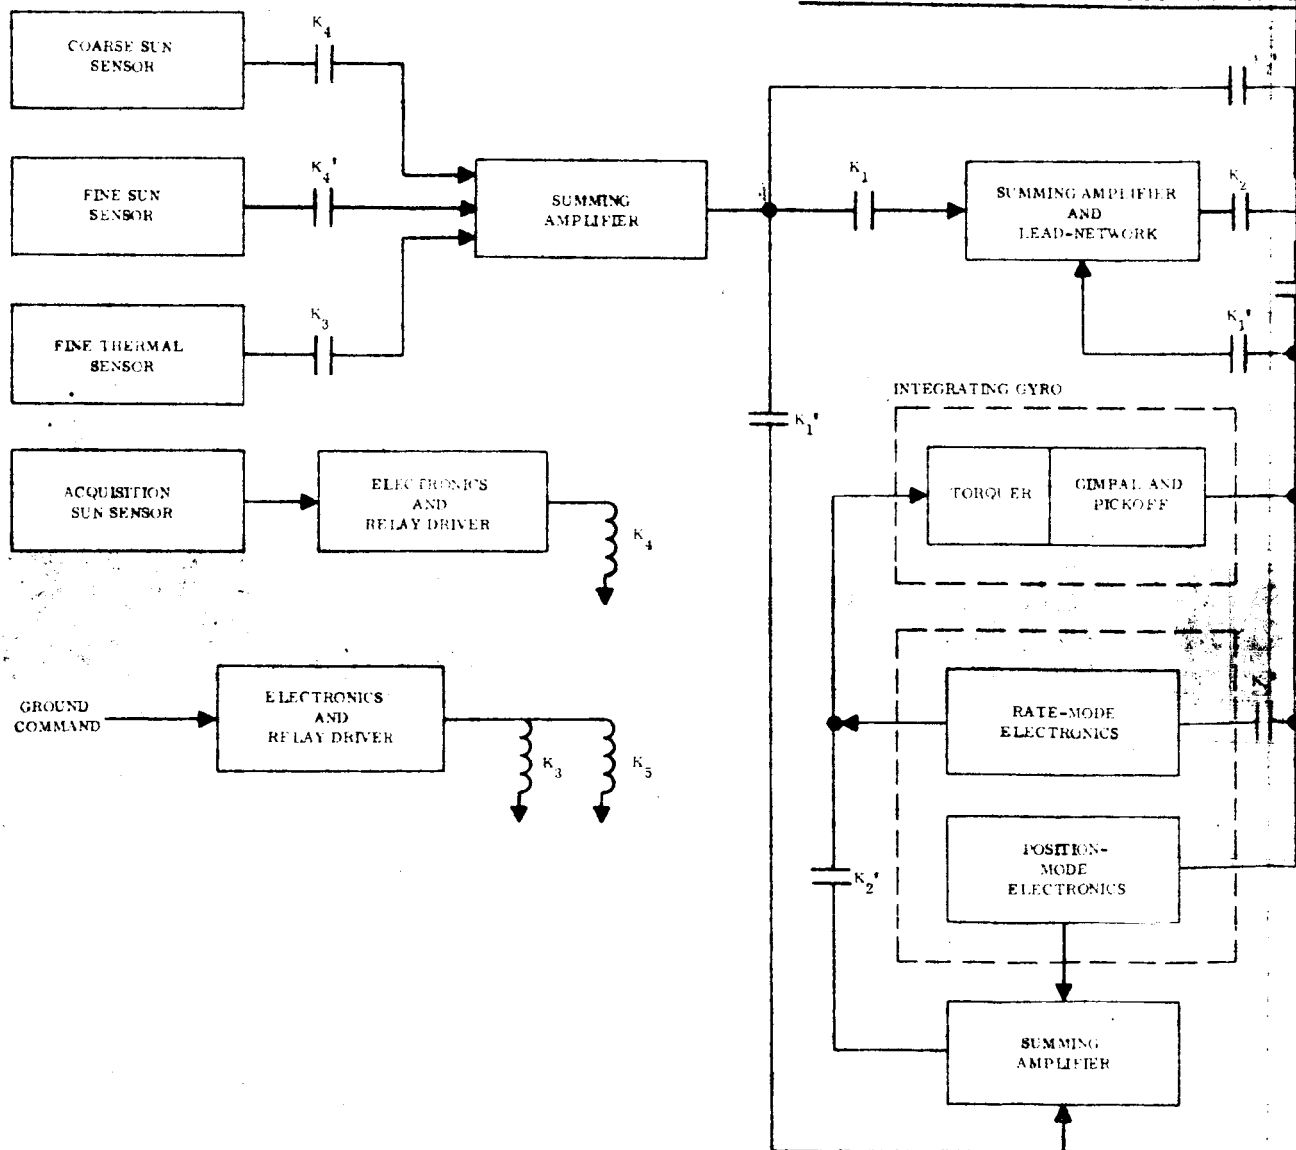 COARSE SUN
SENSOR
K4
FINE SUN
SENSOR
K4'
FINE THERMAL
SENSOR
K3
SUMMING
AMPLIFIER
K1
SUMMING AMPLIFIER
AND
LEAD-NETWORK
K2
K1'
K1'
ACQUISITION
SUN SENSOR
ELECTRONICS
AND
RELAY DRIVER
K4
GROUND
COMMAND
ELECTRONICS
AND
RELAY DRIVER
K3
K5
INTEGRATING GYRO
TORQUER
GIMPAL AND
PICKOFF
RATE-MODE
ELECTRONICS
POSITION-
MODE
ELECTRONICS
K2'
SUMMING
AMPLIFIER